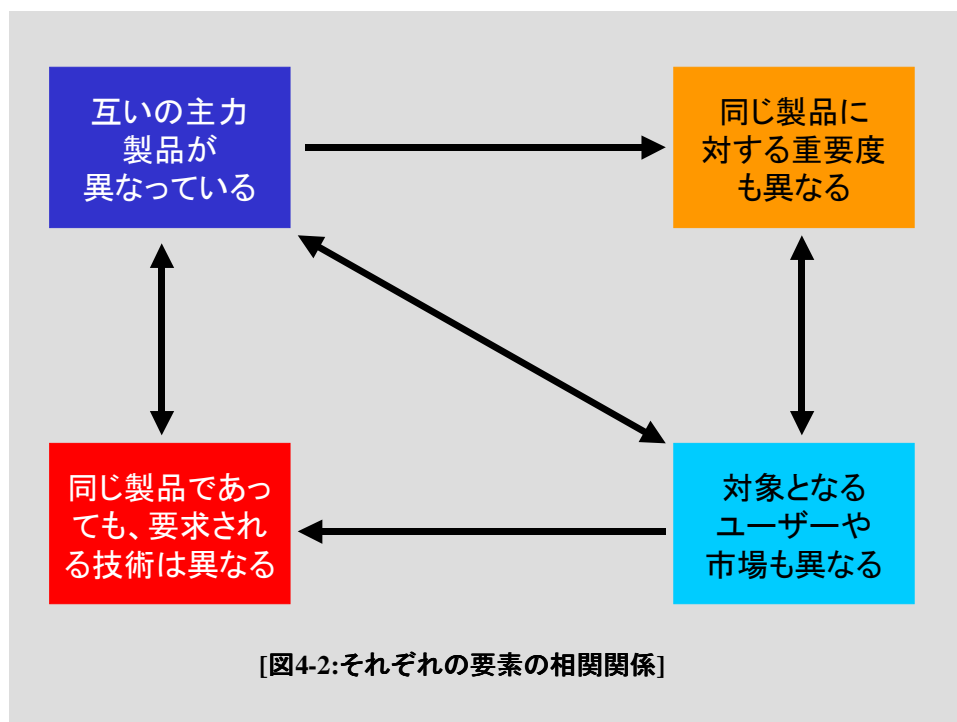 互いの主力
製品が
異なっている
同じ製品に
対する重要度
も異なる
同じ製品であっ
ても、要求され
る技術は異なる
対象となる
ユーザーや
市場も異なる
[図4-2:それぞれの要素の相関関係]